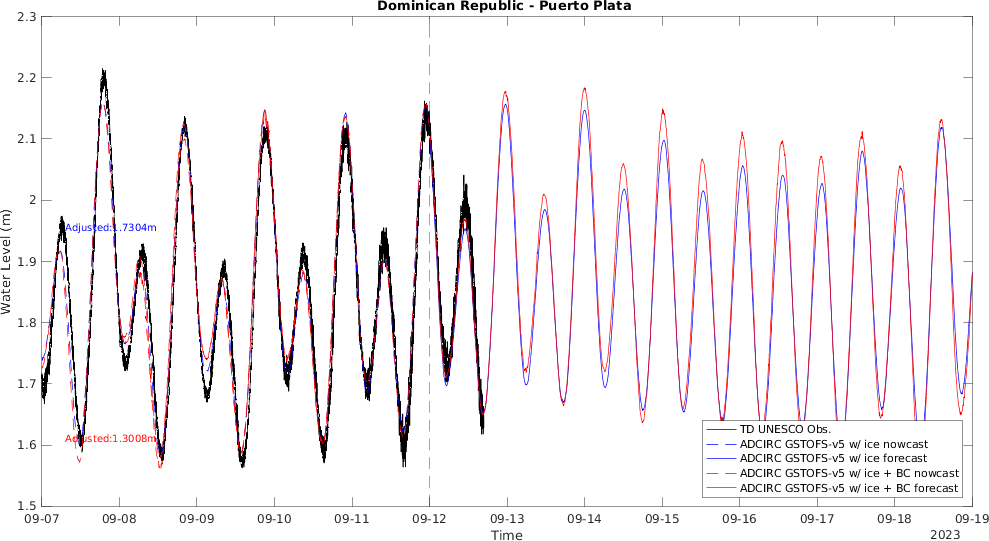 Dominican Republic - Puerto Plata
2.3
2.2
2.1
2
1.9
1.8
1.7
1.6
1.5
Water Level (m)
Adjusted:1.7304m
Adjusted:1.3008m
TD UNESCO Obs.
ADCIRC GSTOFS-v5 w/ ice nowcast
ADCIRC GSTOFS-v5 w/ ice forecast
ADCIRC GSTOFS-v5 w/ ice + BC nowcast
ADCIRC GSTOFS-v5 w/ ice + BC forecast
09-07 09-08 09-09 09-10 09-11 09-12 09-13 09-14 09-15 09-16 09-17 09-18 09-19
Time
2023